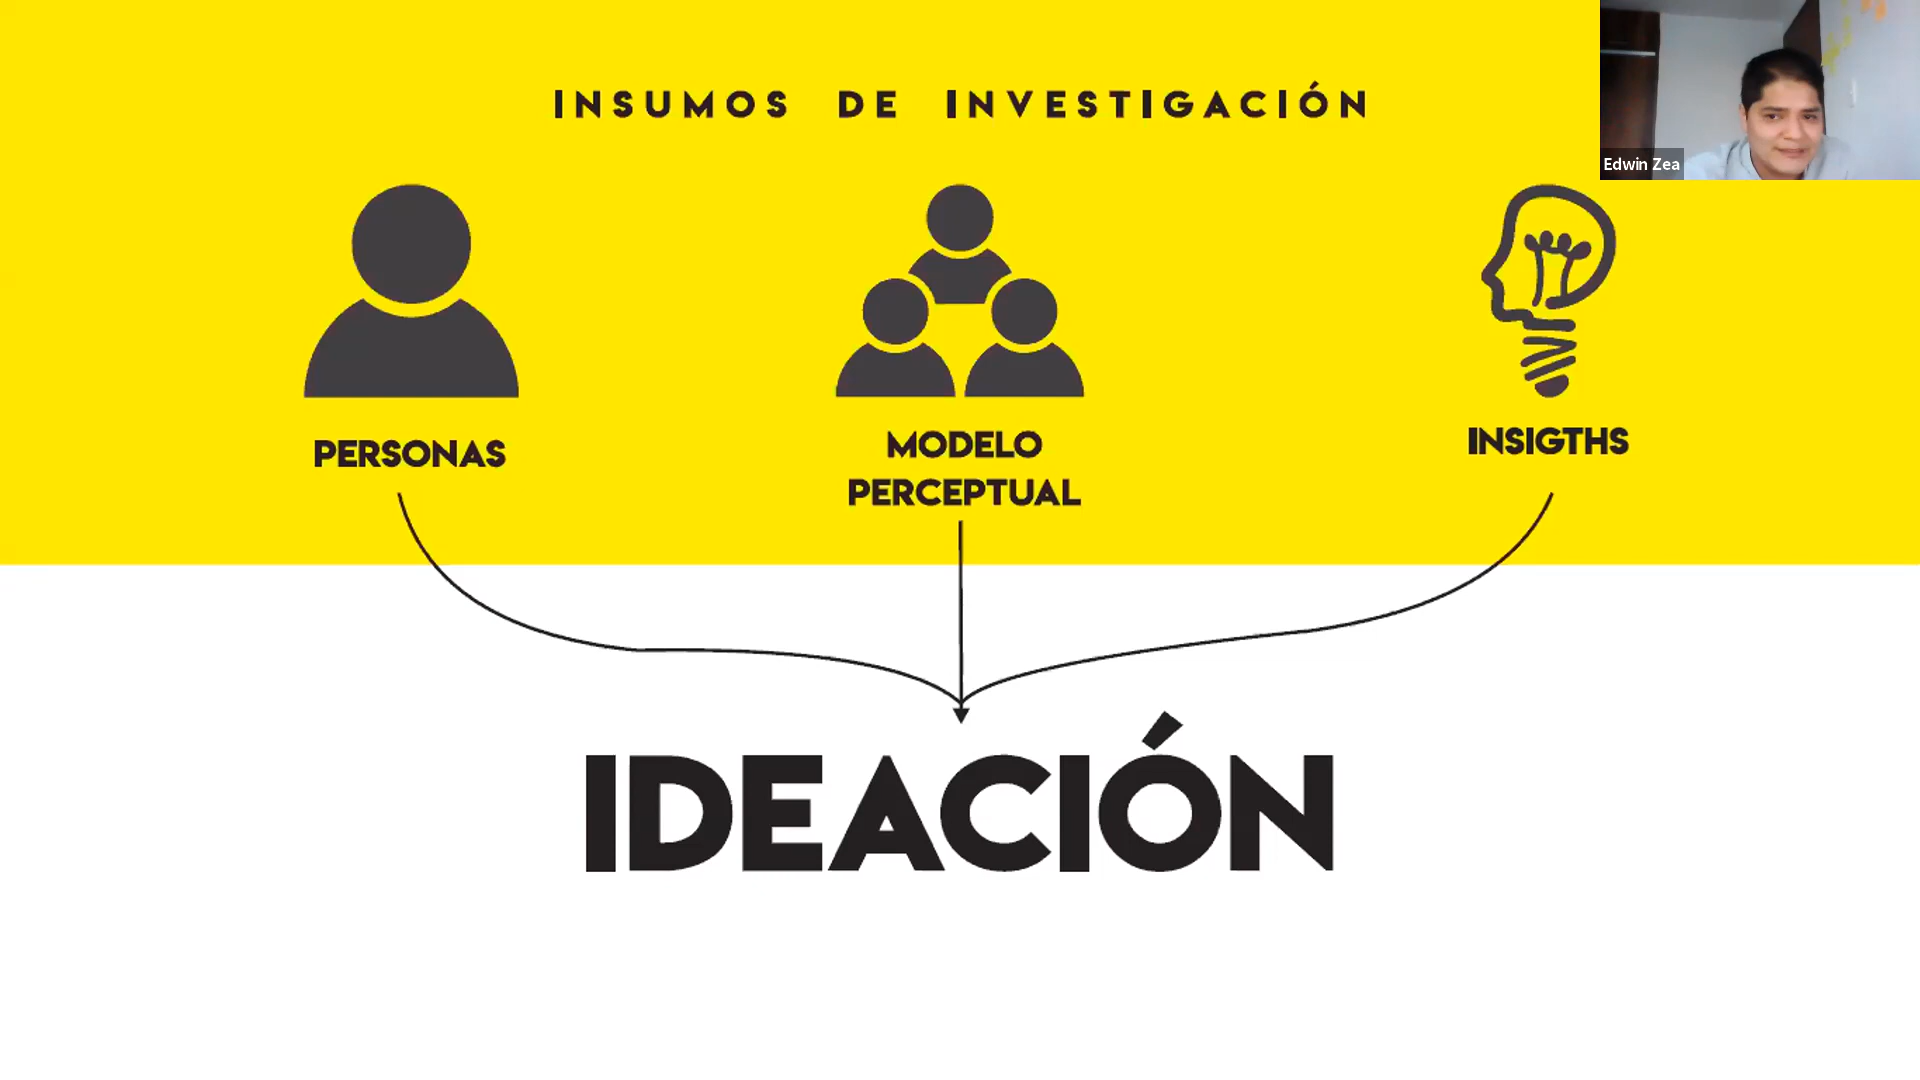 INSUMOS DE INVESTIGACIÓN
Edwin Zea
PERSONAS
MODELO
PERCEPTUAL
INSIGTHS
IDEACIÓN